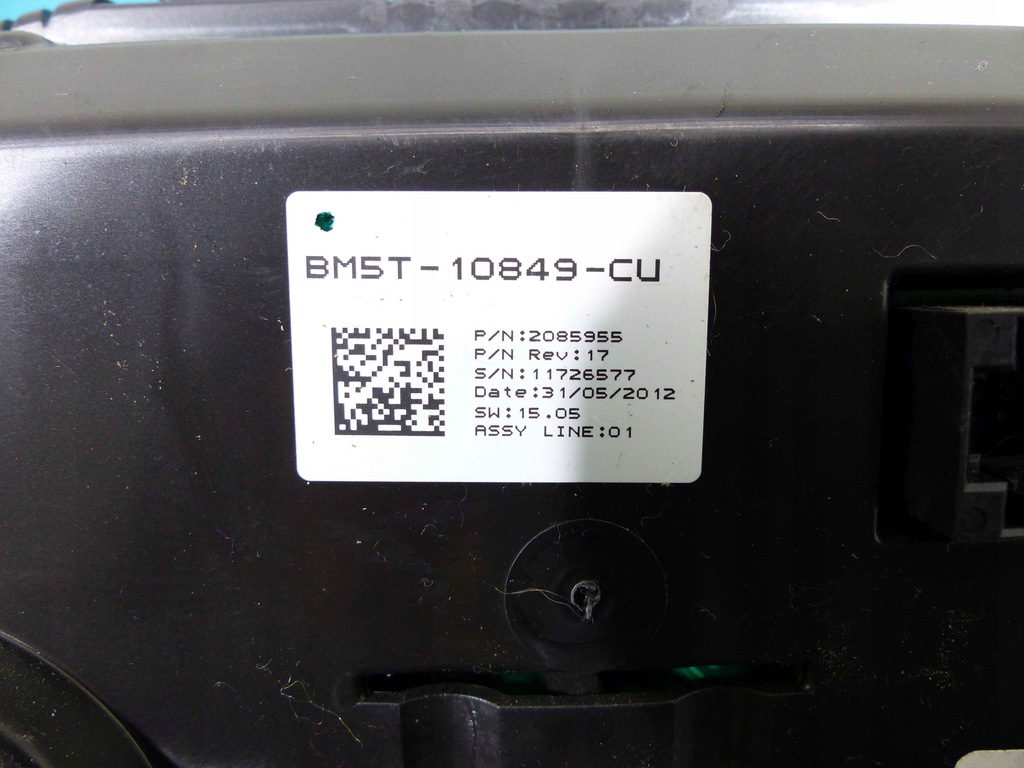 BM5T-10849-CU
P/N:2085955
P/N Rev:17
S/N:11726577
Date:31/05/2012
SW:15.05
ASSY LINE:01